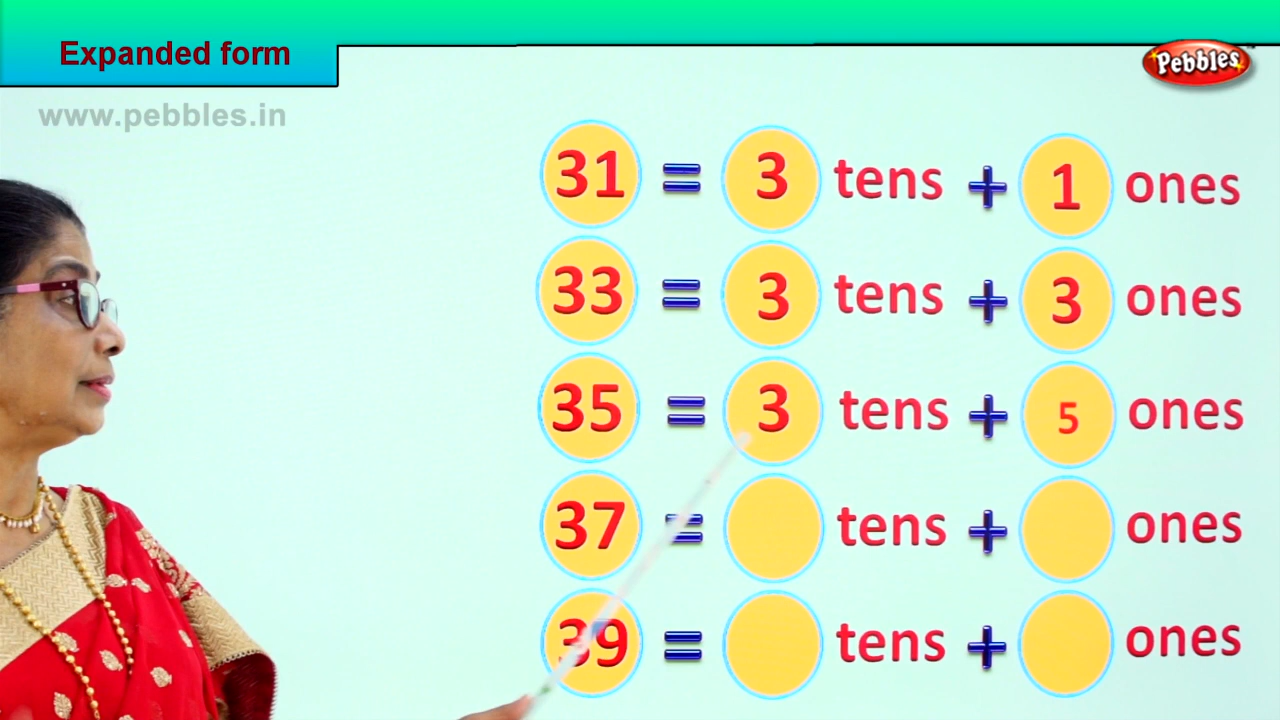 Expanded form
Pebbles
www.pebbles.in
31 = 3 tens + 1 ones
33 = 3 tens + 3 ones
35 = 3 tens + 5 ones
37 = tens + ones
39 = tens + ones